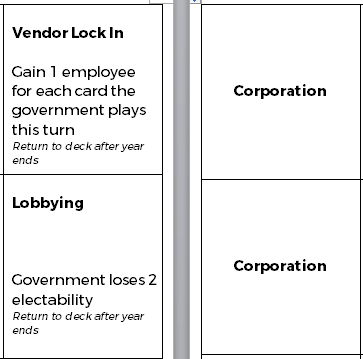 Vendor Lock In
Gain 1 employee
for each card the
government plays
this turn
Return to deck after year
ends
Lobbying
Government loses 2
electability
Return to deck after year
ends
Corporation
Corporation